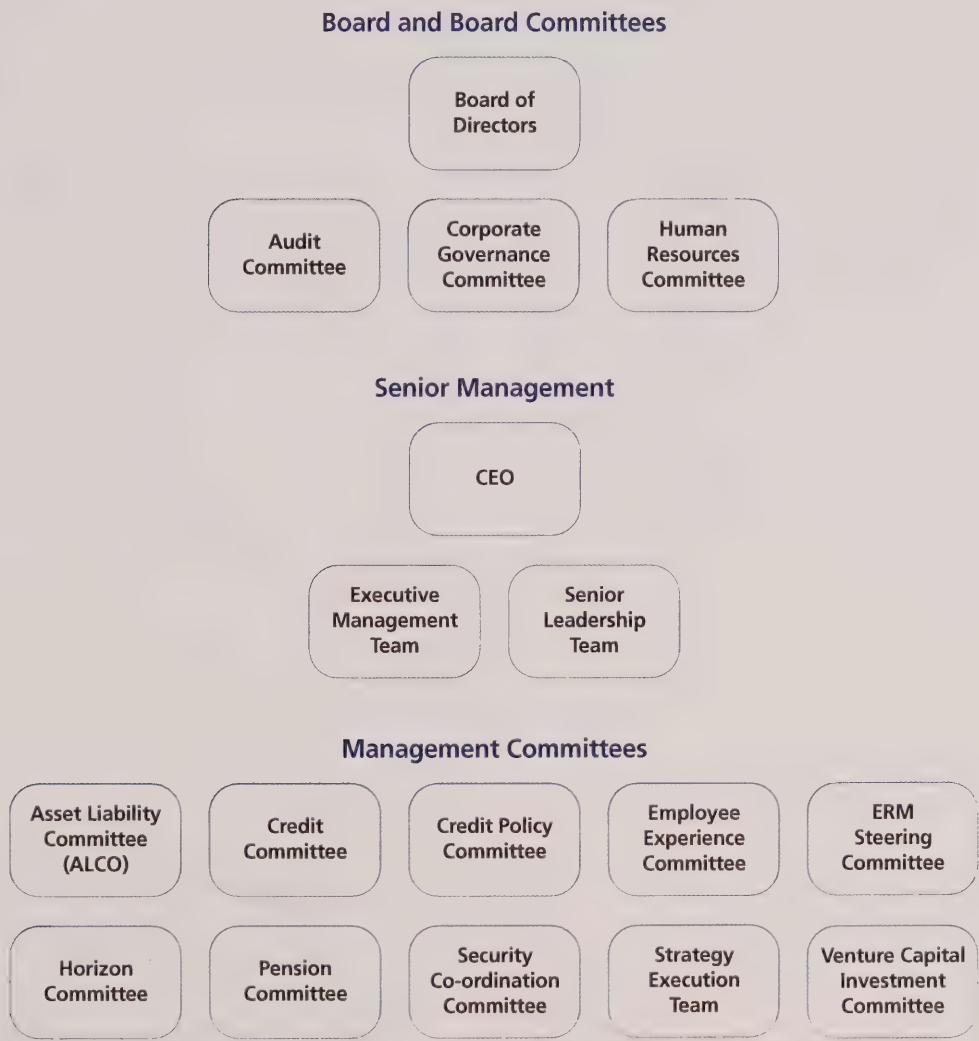 Board and Board Committees
Board of
Directors
Audit
Committee
Corporate
Governance
Committee
Human
Resources
Committee
Senior Management
CEO
Executive
Management
Team
Senior
Leadership
Team
Management Committees
Asset Liability
Committee
(ALCO)
Credit
Committee
Credit Policy
Committee
Employee
Experience
Committee
ERM
Steering
Committee
Horizon
Committee
Pension
Committee
Security
Co-ordination
Committee
Strategy
Execution
Team
Venture Capital
Investment
Committee